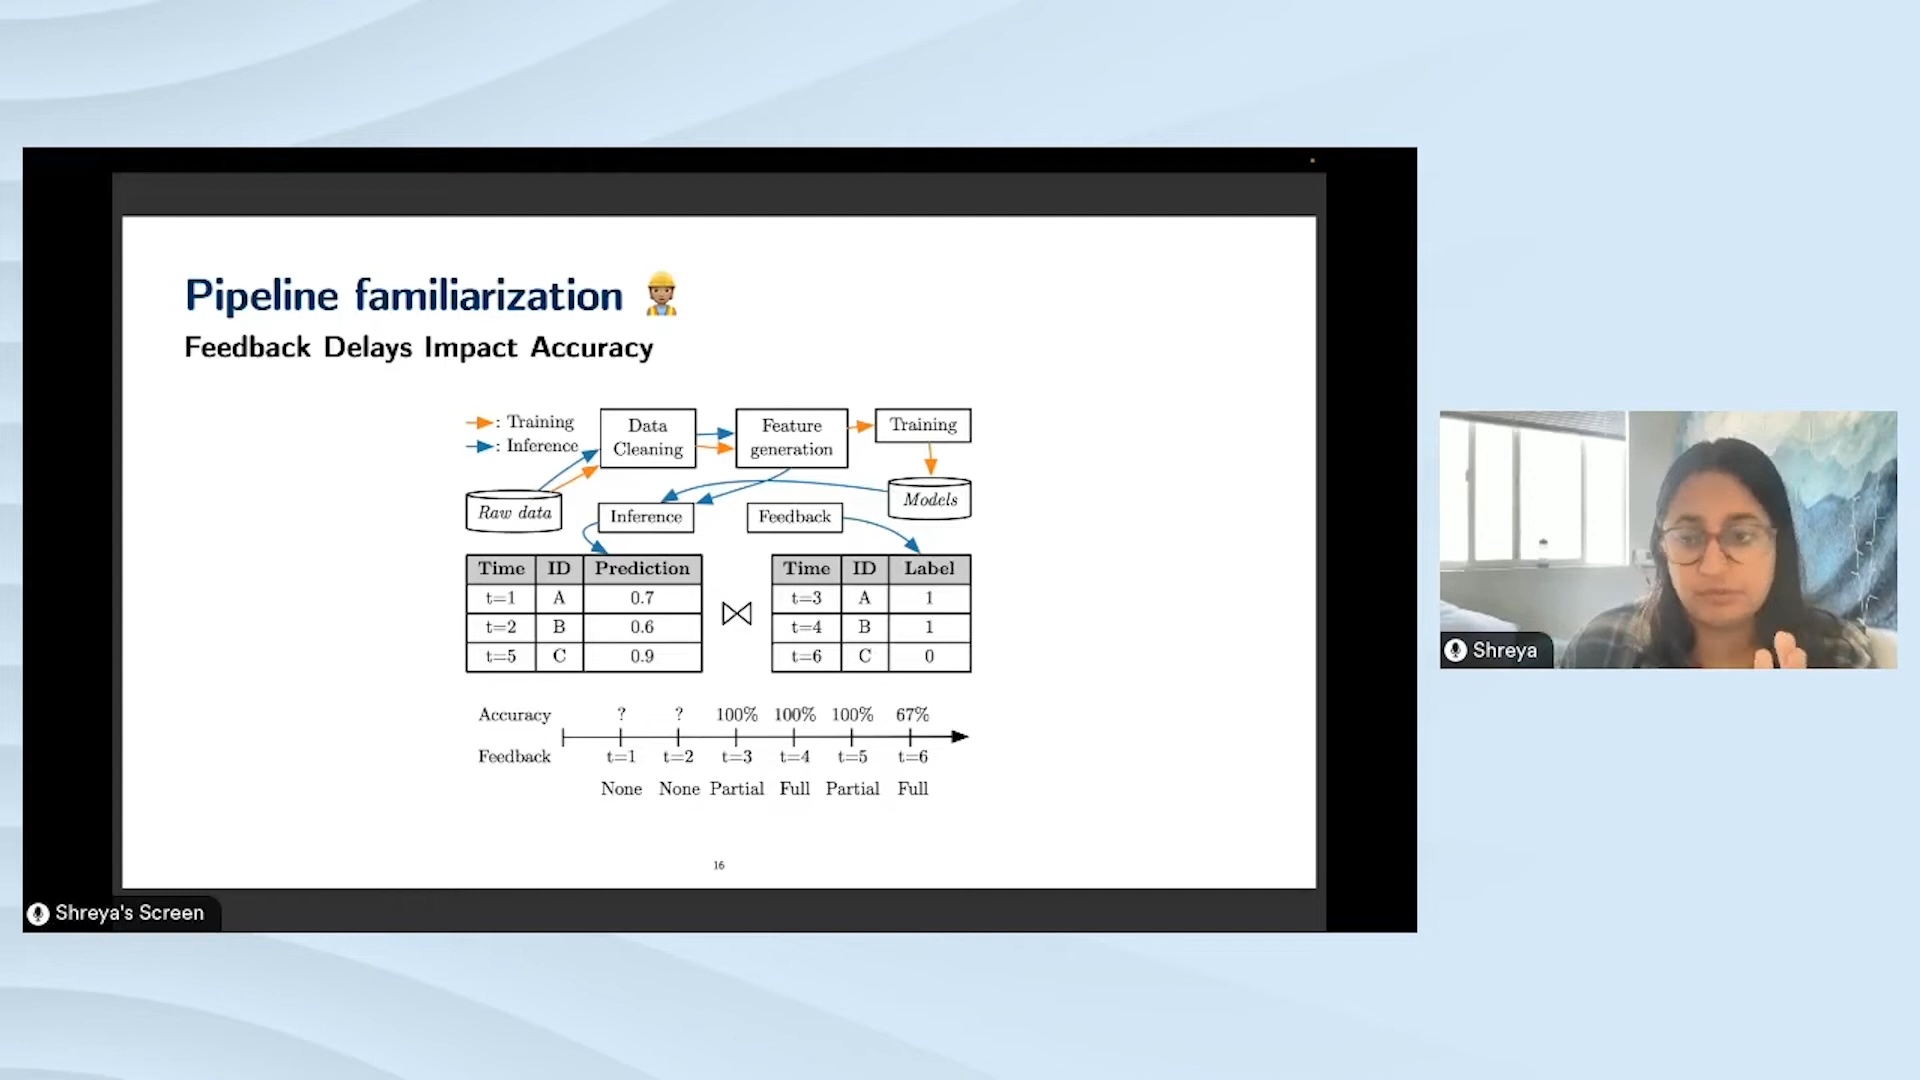 Pipeline familiarization
Feedback Delays Impact Accuracy
: Training
: Inference
Data
Cleaning
Feature
generation
Training
Raw data
Inference
Feedback
Models
Time ID Prediction
t=1 A 0.7
t=2 B 0.6
t=5 C 0.9
Time ID Label
t=3 A 1
t=4 B 1
t=6 C 0
Accuracy ? ? 100% 100% 100% 67%
Feedback t=1 t=2 t=3 t=4 t=5 t=6
None None Partial Full Partial Full
16
Shreya's Screen
Shreya